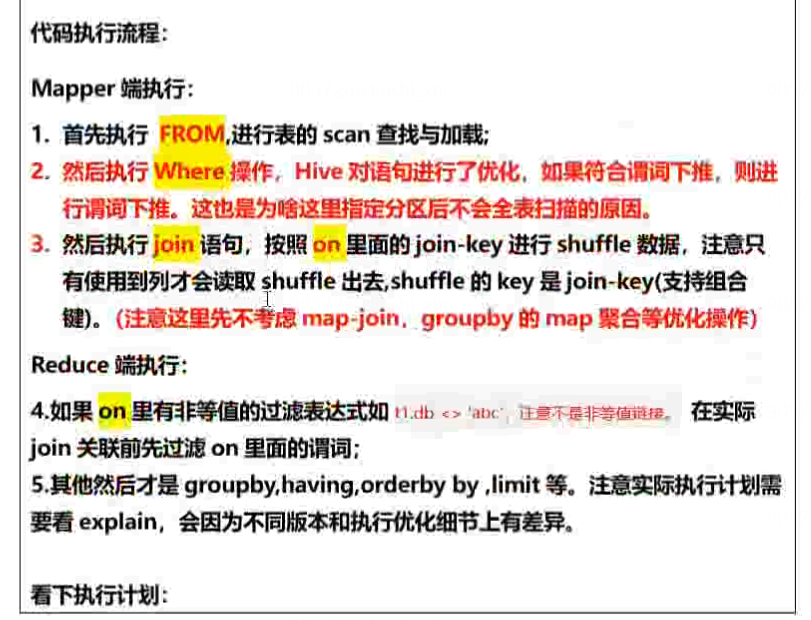 代码执行流程：
Mapper 端执行：
1. 首先执行 FROM,进行表的 scan 查找与加载;
2. 然后执行 Where 操作，Hive 对语句进行了优化，如果符合谓词下推，则进
行谓词下推。这也是为啥这里指定分区后不会全表扫描的原因。
3. 然后执行 join 语句，按照 on 里面的 join-key 进行 shuffle 数据，注意只
有使用到列才会读取 shuffle 出去,shuffle 的 key 是 join-key(支持组合
键)。(注意这里先不考虑 map-join，groupby 的 map 聚合等优化操作)
Reduce 端执行：
4.如果 on 里有非等值的过滤表达式如 t1.db <> 'abc'，注意不是非等值链接。 在实际
join 关联前先过滤 on 里面的谓词;
5.其他然后才是 groupby,having,orderby by ,limit 等。注意实际执行计划需
要看 explain，会因为不同版本和执行优化细节上有差异。
看下执行计划：